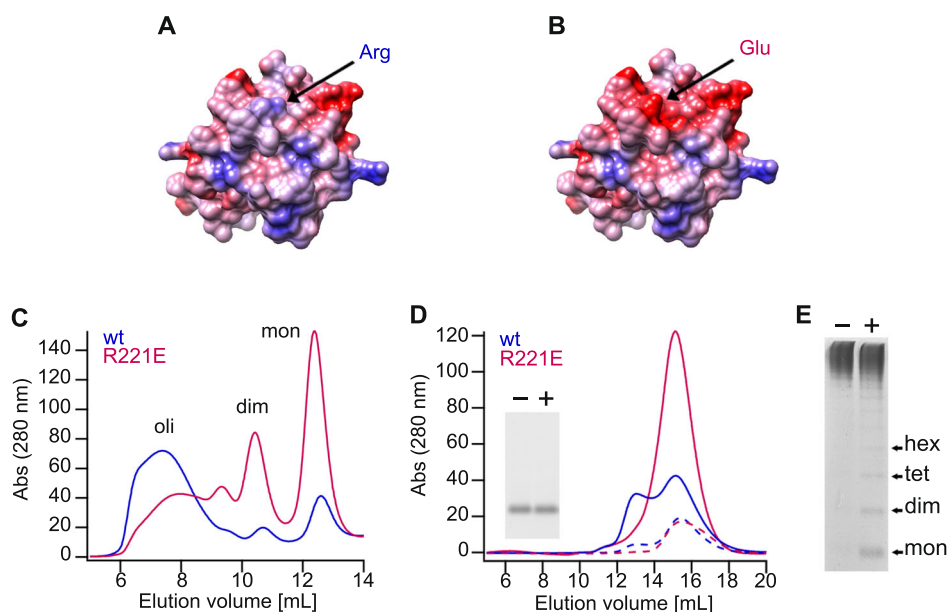 A
Arg
B
Glu
C
wt
R221E
mon
oli
dim
Abs (280 nm)
140
120
100
80
60
40
20
0
6
8
10
12
14
Elution volume [mL]
D
wt
R221E
− +
Abs (280 nm)
120
100
80
60
40
20
0
6
8
10
12
14
16
18
20
Elution volume [mL]
E
− +
hex
tet
dim
mon